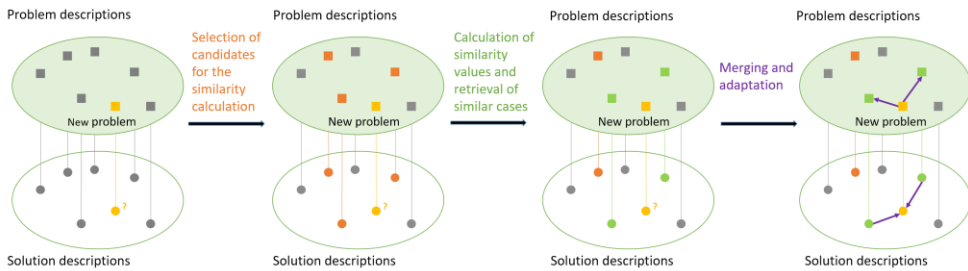 Problem descriptions
New problem
?
Solution descriptions
Selection of
candidates
for the
similarity
calculation
Problem descriptions
New problem
?
Solution descriptions
Calculation of
similarity
values and
retrieval of
similar cases
Problem descriptions
New problem
?
Solution descriptions
Merging and
adaptation
Problem descriptions
New problem
Solution descriptions